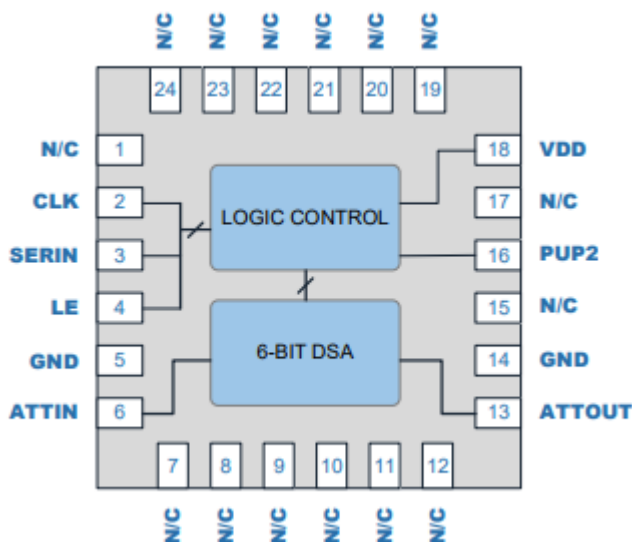 N/C N/C N/C N/C N/C N/C
24 23 22 21 20 19
N/C 1 18 VDD
CLK 2 LOGIC CONTROL 17 N/C
SERIN 3 16 PUP2
LE 4 15 N/C
GND 5 6-BIT DSA 14 GND
ATTIN 6 13 ATTOUT
7 8 9 10 11 12
N/C N/C N/C N/C N/C N/C